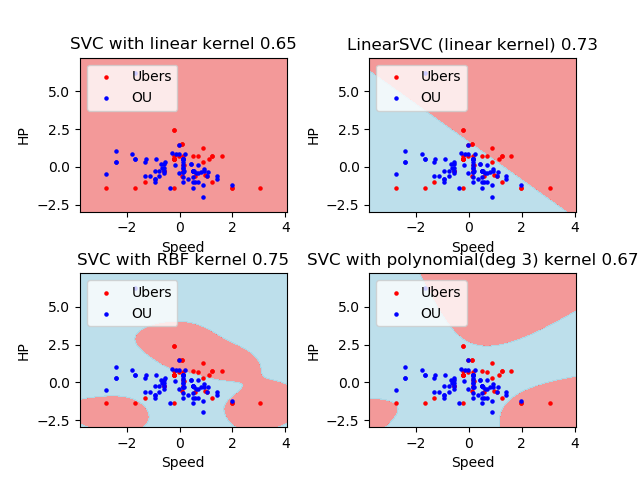 SVC with linear kernel 0.65
LinearSVC (linear kernel) 0.73
Ubers
OU
HP
5.0
2.5
0.0
−2.5
−2 0 2 4
Speed
Ubers
OU
HP
5.0
2.5
0.0
−2.5
−2 0 2 4
Speed
SVC with RBF kernel 0.75
SVC with polynomial(deg 3) kernel 0.67
Ubers
OU
HP
5.0
2.5
0.0
−2.5
−2 0 2 4
Speed
Ubers
OU
HP
5.0
2.5
0.0
−2.5
−2 0 2 4
Speed